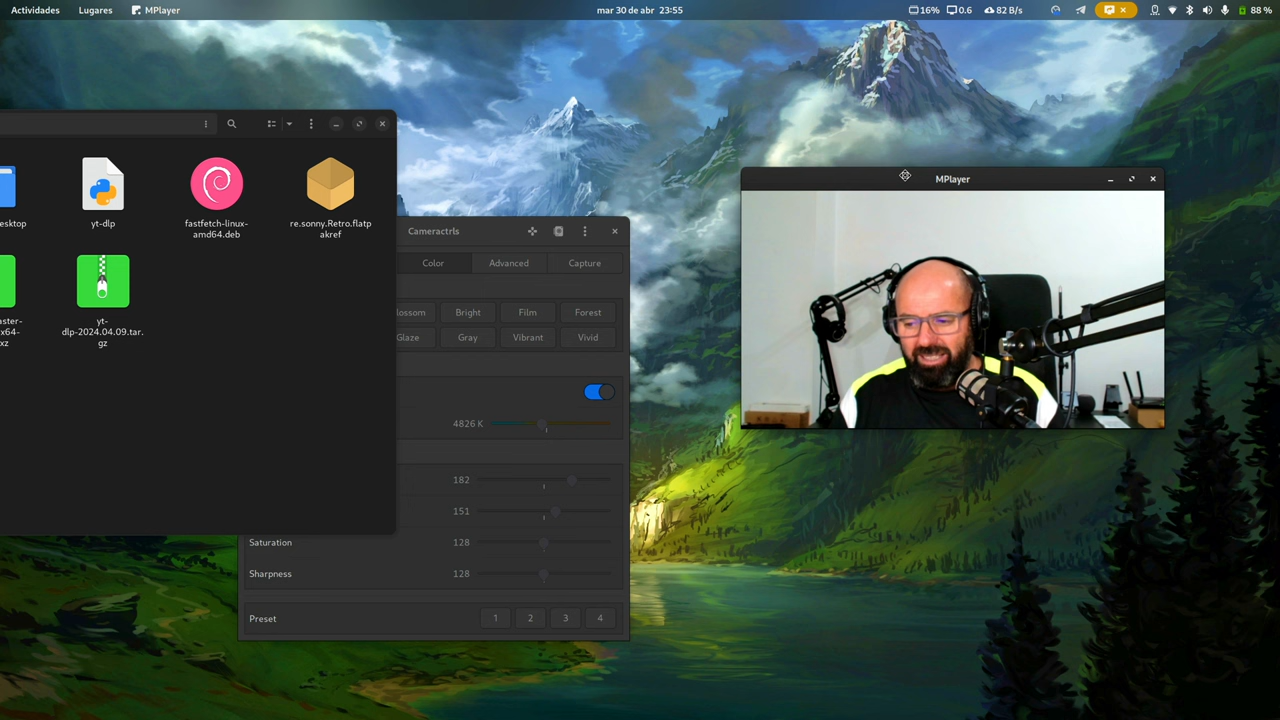 Actividades Lugares MPlayer mar 30 de abr 23:55 16% 0.6 82 B/s 88 %
esktop yt-dlp fastfetch-linux-
amd64.deb re.sonny.Retro.flatp
akref
aster-
x64-
xz
yt-
dlp-2024.04.09.tar.
gz
Cameractrls
Color Advanced Capture
lossom Bright Film Forest
Glaze Gray Vibrant Vivid
4826 K
182
151
Saturation 128
Sharpness 128
Preset 1 2 3 4
MPlayer